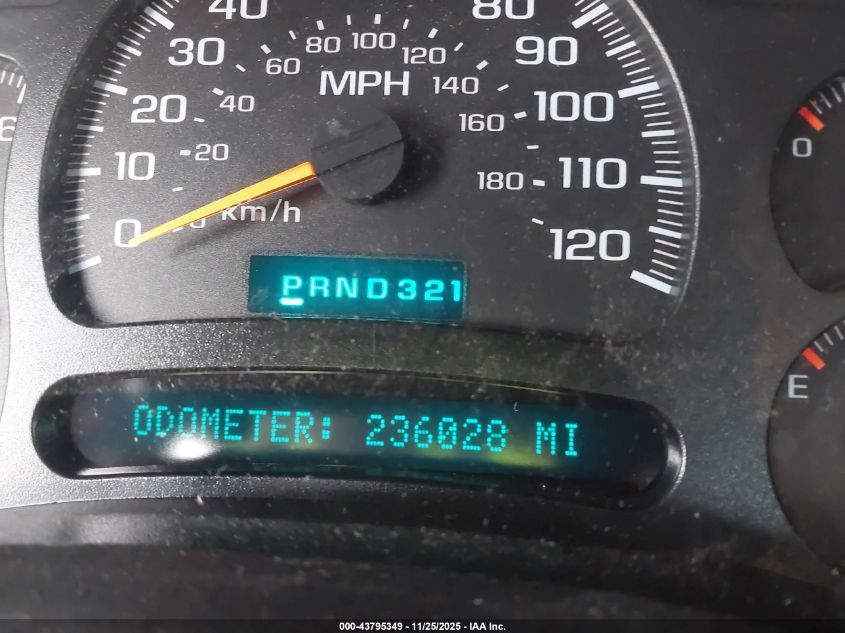 40 80
30 60 80 100 120 90
MPH
20 40 140 100
160
10 20 180 110
0 km/h 120
PRND321
ODOMETER: 236028 MI
6
0
E
000-43795349 - 11/25/2025 - IAA Inc.